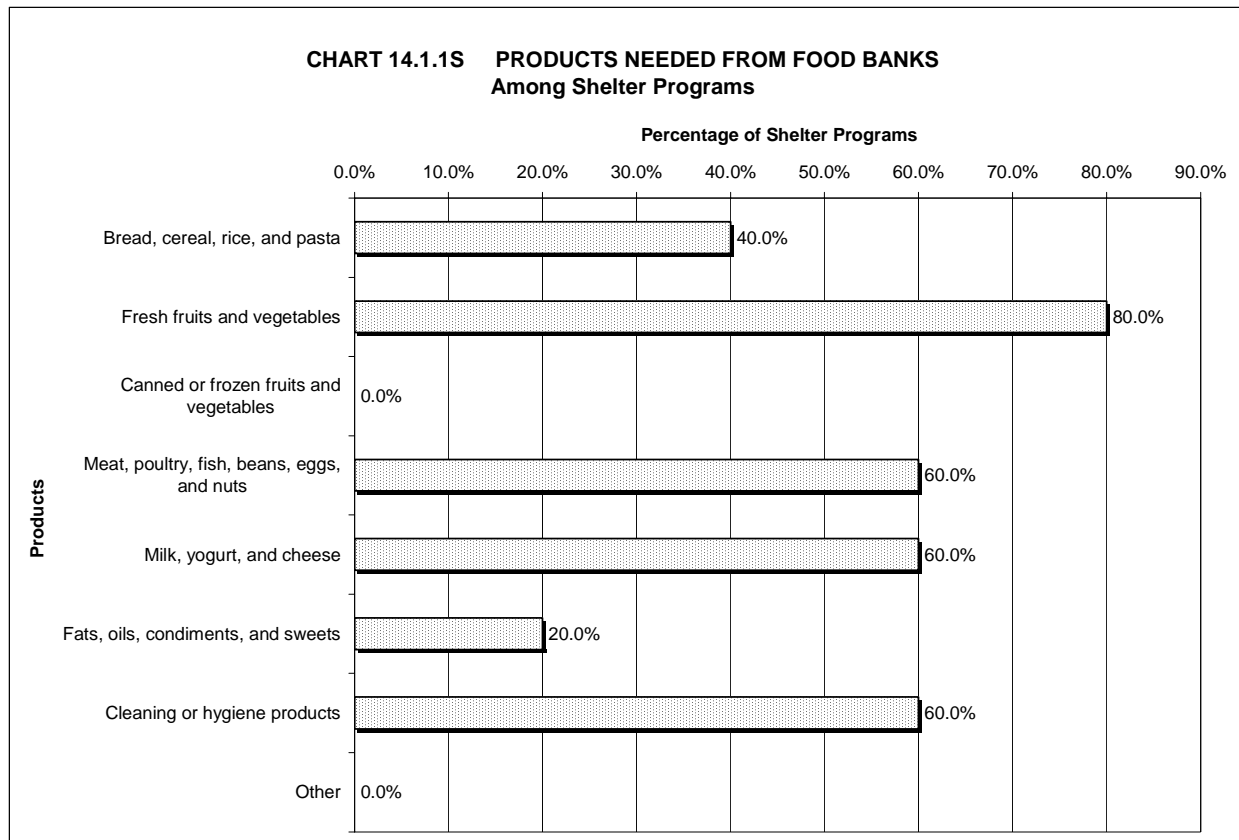 CHART 14.1.1S PRODUCTS NEEDED FROM FOOD BANKS
Among Shelter Programs
Percentage of Shelter Programs
0.0% 10.0% 20.0% 30.0% 40.0% 50.0% 60.0% 70.0% 80.0% 90.0%
Products
Bread, cereal, rice, and pasta 40.0%
Fresh fruits and vegetables 80.0%
Canned or frozen fruits and
vegetables 0.0%
Meat, poultry, fish, beans, eggs,
and nuts 60.0%
Milk, yogurt, and cheese 60.0%
Fats, oils, condiments, and sweets 20.0%
Cleaning or hygiene products 60.0%
Other 0.0%